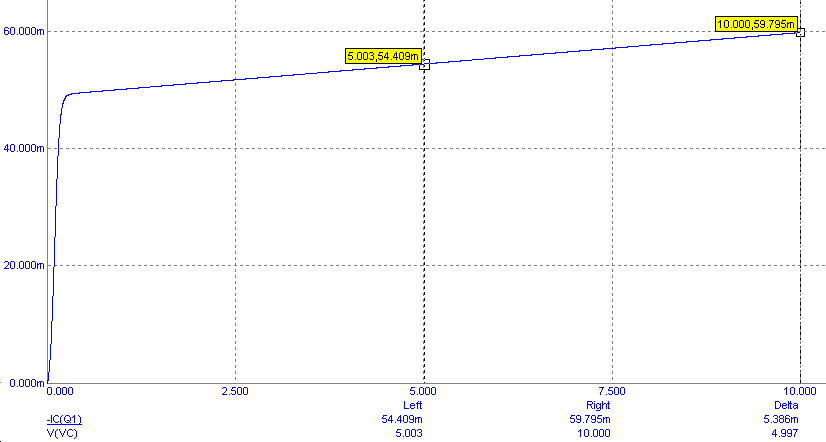 60.000m
10.000,59.795m
5.003,54.409m
40.000m
20.000m
0.000m
0.000 2.500 5.000 7.500 10.000
Left Right Delta
-IC(Q1) 54.409m 59.795m 5.386m
V(VC) 5.003 10.000 4.997